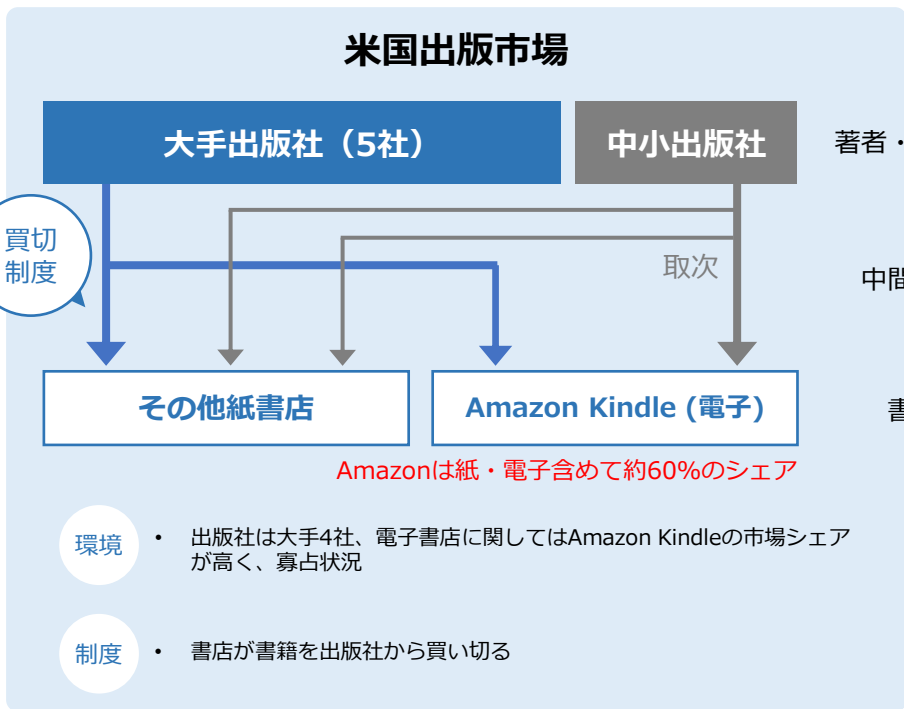 米国出版市場
大手出版社（5社）
中小出版社
著者・
買切
制度
取次
中間
その他紙書店
Amazon Kindle (電子)
書
Amazonは紙・電子含めて約60%のシェア
環境
• 出版社は大手4社、電子書店に関してはAmazon Kindleの市場シェア
が高く、寡占状況
制度
• 書店が書籍を出版社から買い切る